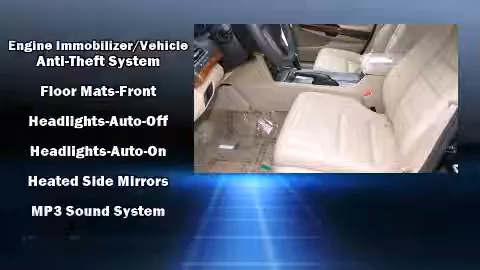 Engine Immobilizer/Vehicle
Anti-Theft System
Floor Mats-Front
Headlights-Auto-Off
Headlights-Auto-On
Heated Side Mirrors
MP3 Sound System